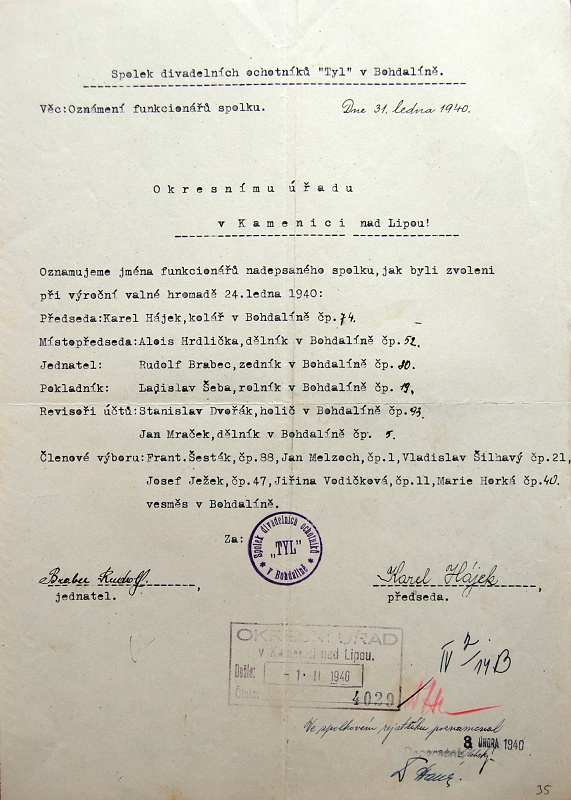 Spolek divadelních ochotníků "Tyl" v Bohdalíně.
Věc:Oznámení funkcionářů spolku. Dne 31. ledna 1940.
Okresnímu úřadu
v Kamenici nad Lipou!
Oznamujeme jména funkcionářů nadepsaného spolku,jak byli zvoleni
při výroční valné hromadě 24.ledna 1940:
Předseda:Karel Hájek,kolář v Bohdalíně čp.74.
Místopředseda:Alois Hrdlička,dělník v Bohdalíně čp.52.
Jednatel: Rudolf Brabec,zedník v Bohdalíně čp.80.
Pokladník: Ladislav Šeba,rolník v Bohdalíně čp.19.
Revisoři účtů:Stanislav Dvořák,holič v Bohdalíně čp.93.
Jan Mraček,dělník v Bohdalíně čp. 5.
Členové výboru:Frant.Šesták,čp.88,Jan Melzoch,čp.1,Vladislav Šilhavý čp.21,
Josef Ježek,čp.47,Jiřina Vodičková,čp.11,Marie Horká čp.40.
vesměs v Bohdalíně.
Za:
Spolek divadelních ochotníků
„TYL"
v Bohdalíně
Brabec Rudolf. Karel Hájek,
jednatel. předseda.
OKRESNÍ ÚŘAD
v Kamenici nad Lipou.
Došlo: - 1. II. 1940
Číslo: 4029
IV 7/14B
Ve spolkovém rejstříku poznamenal
8. ÚNORA 1940
35